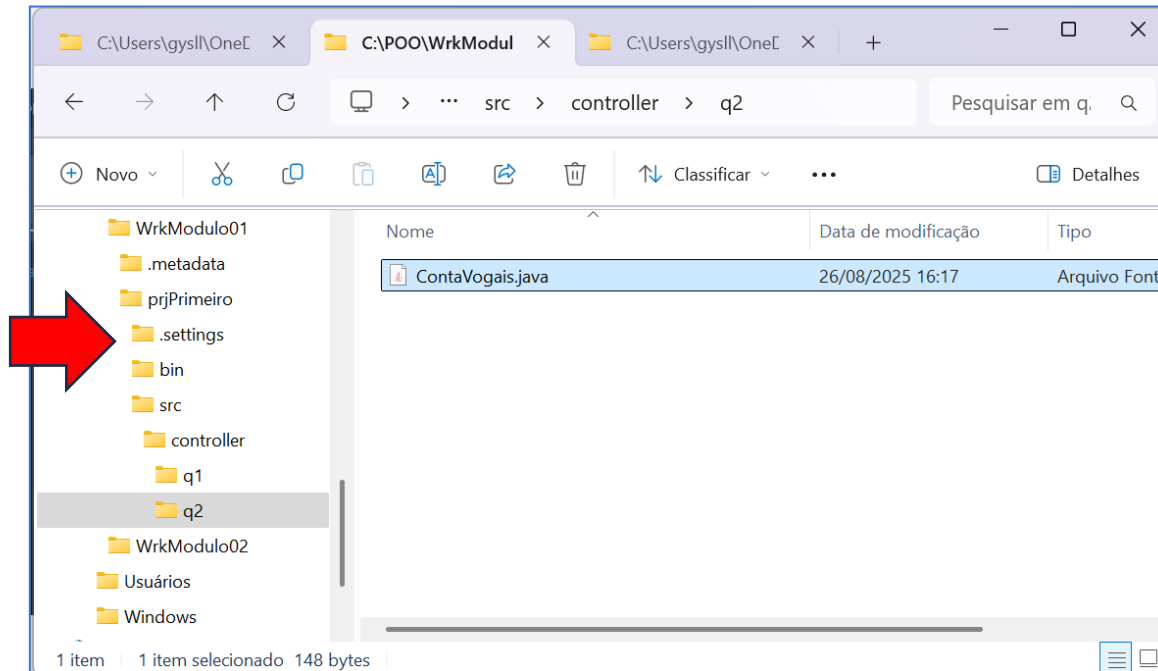 C:\Users\gysll\OneD
C:\POO\WrkModul
C:\Users\gysll\OneD
src > controller > q2
Pesquisar em q
Novo
Classificar
Detalhes
WrkModulo01
.metadata
prjPrimeiro
.settings
bin
src
controller
q1
q2
WrkModulo02
Usuários
Windows
Nome
Data de modificação
Tipo
ContaVogais.java
26/08/2025 16:17
Arquivo Font
1 item
1 item selecionado 148 bytes